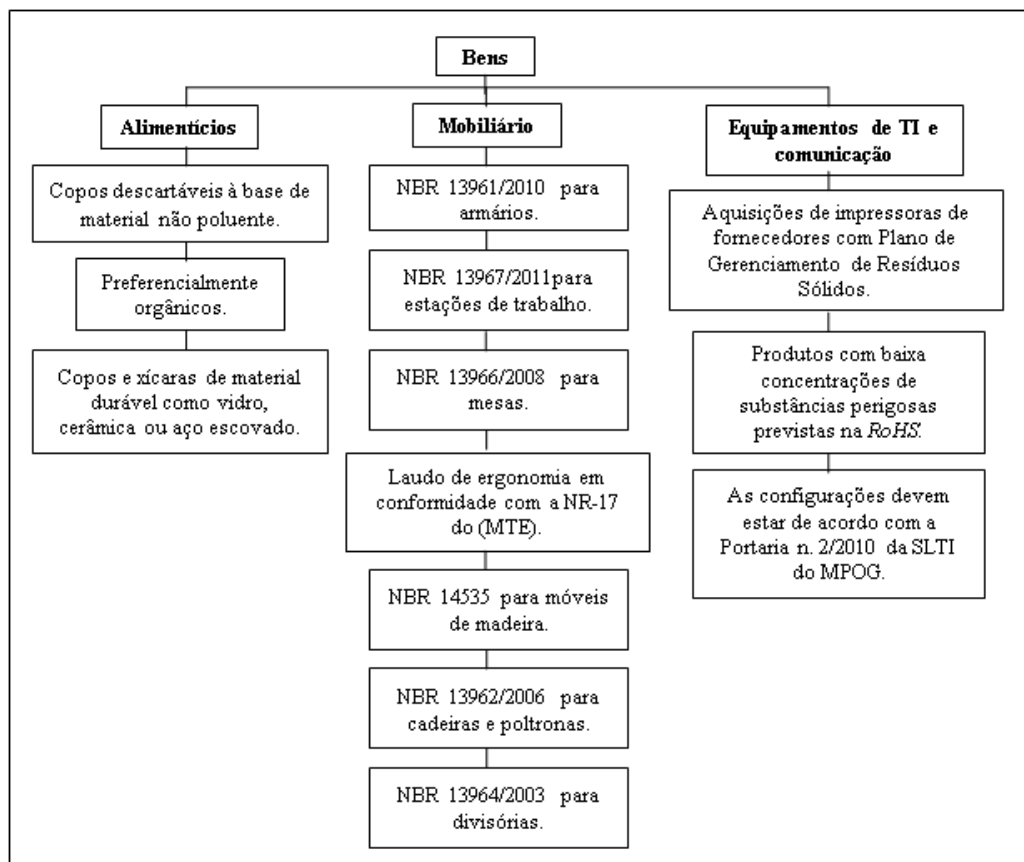 Bens
Alimentícios
Copos descartáveis à base de
material não poluente.
Preferencialmente
orgânicos.
Copos e xícaras de material
durável como vidro,
cerâmica ou aço escovado.
Mobiliário
NBR 13961/2010 para
armários.
NBR 13967/2011para
estações de trabalho.
NBR 13966/2008 para
mesas.
Laudo de ergonomia em
conformidade com a NR-17
do (MTE).
NBR 14535 para móveis
de madeira.
NBR 13962/2006 para
cadeiras e poltronas.
NBR 13964/2003 para
divisórias.
Equipamentos de TI e
comunicação
Aquisições de impressoras de
fornecedores com Plano de
Gerenciamento de Resíduos
Sólidos.
Produtos com baixa
concentrações de
substâncias perigosas
previstas na RoHS.
As configurações devem
estar de acordo com a
Portaria n. 2/2010 da SLTI
do MPOG.